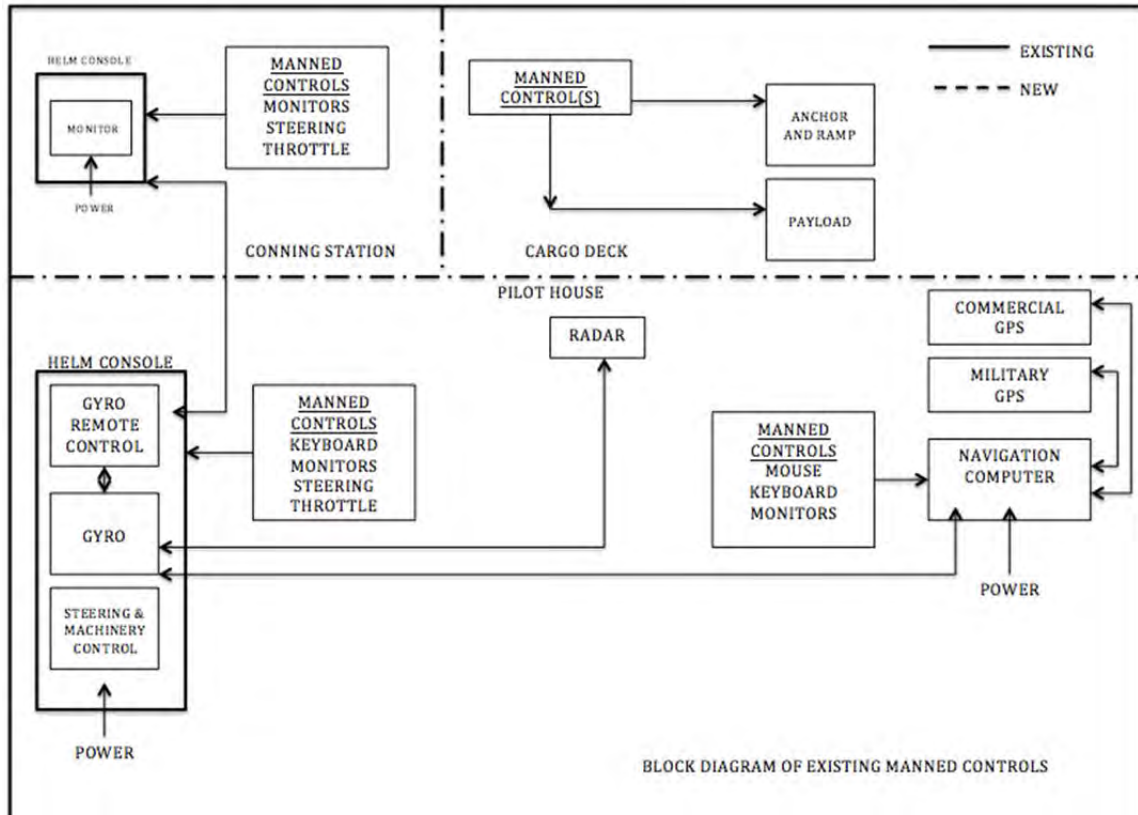 HELM CONSOLE
MONITOR
POWER
MANNED
CONTROLS
MONITORS
STEERING
THROTTLE
CONNING STATION
MANNED
CONTROL(S)
ANCHOR
AND RAMP
PAYLOAD
CARGO DECK
EXISTING
NEW
PILOT HOUSE
HELM CONSOLE
GYRO
REMOTE
CONTROL
GYRO
STEERING &
MACHINERY
CONTROL
POWER
MANNED
CONTROLS
KEYBOARD
MONITORS
STEERING
THROTTLE
RADAR
MANNED
CONTROLS
MOUSE
KEYBOARD
MONITORS
COMMERCIAL
GPS
MILITARY
GPS
NAVIGATION
COMPUTER
POWER
BLOCK DIAGRAM OF EXISTING MANNED CONTROLS